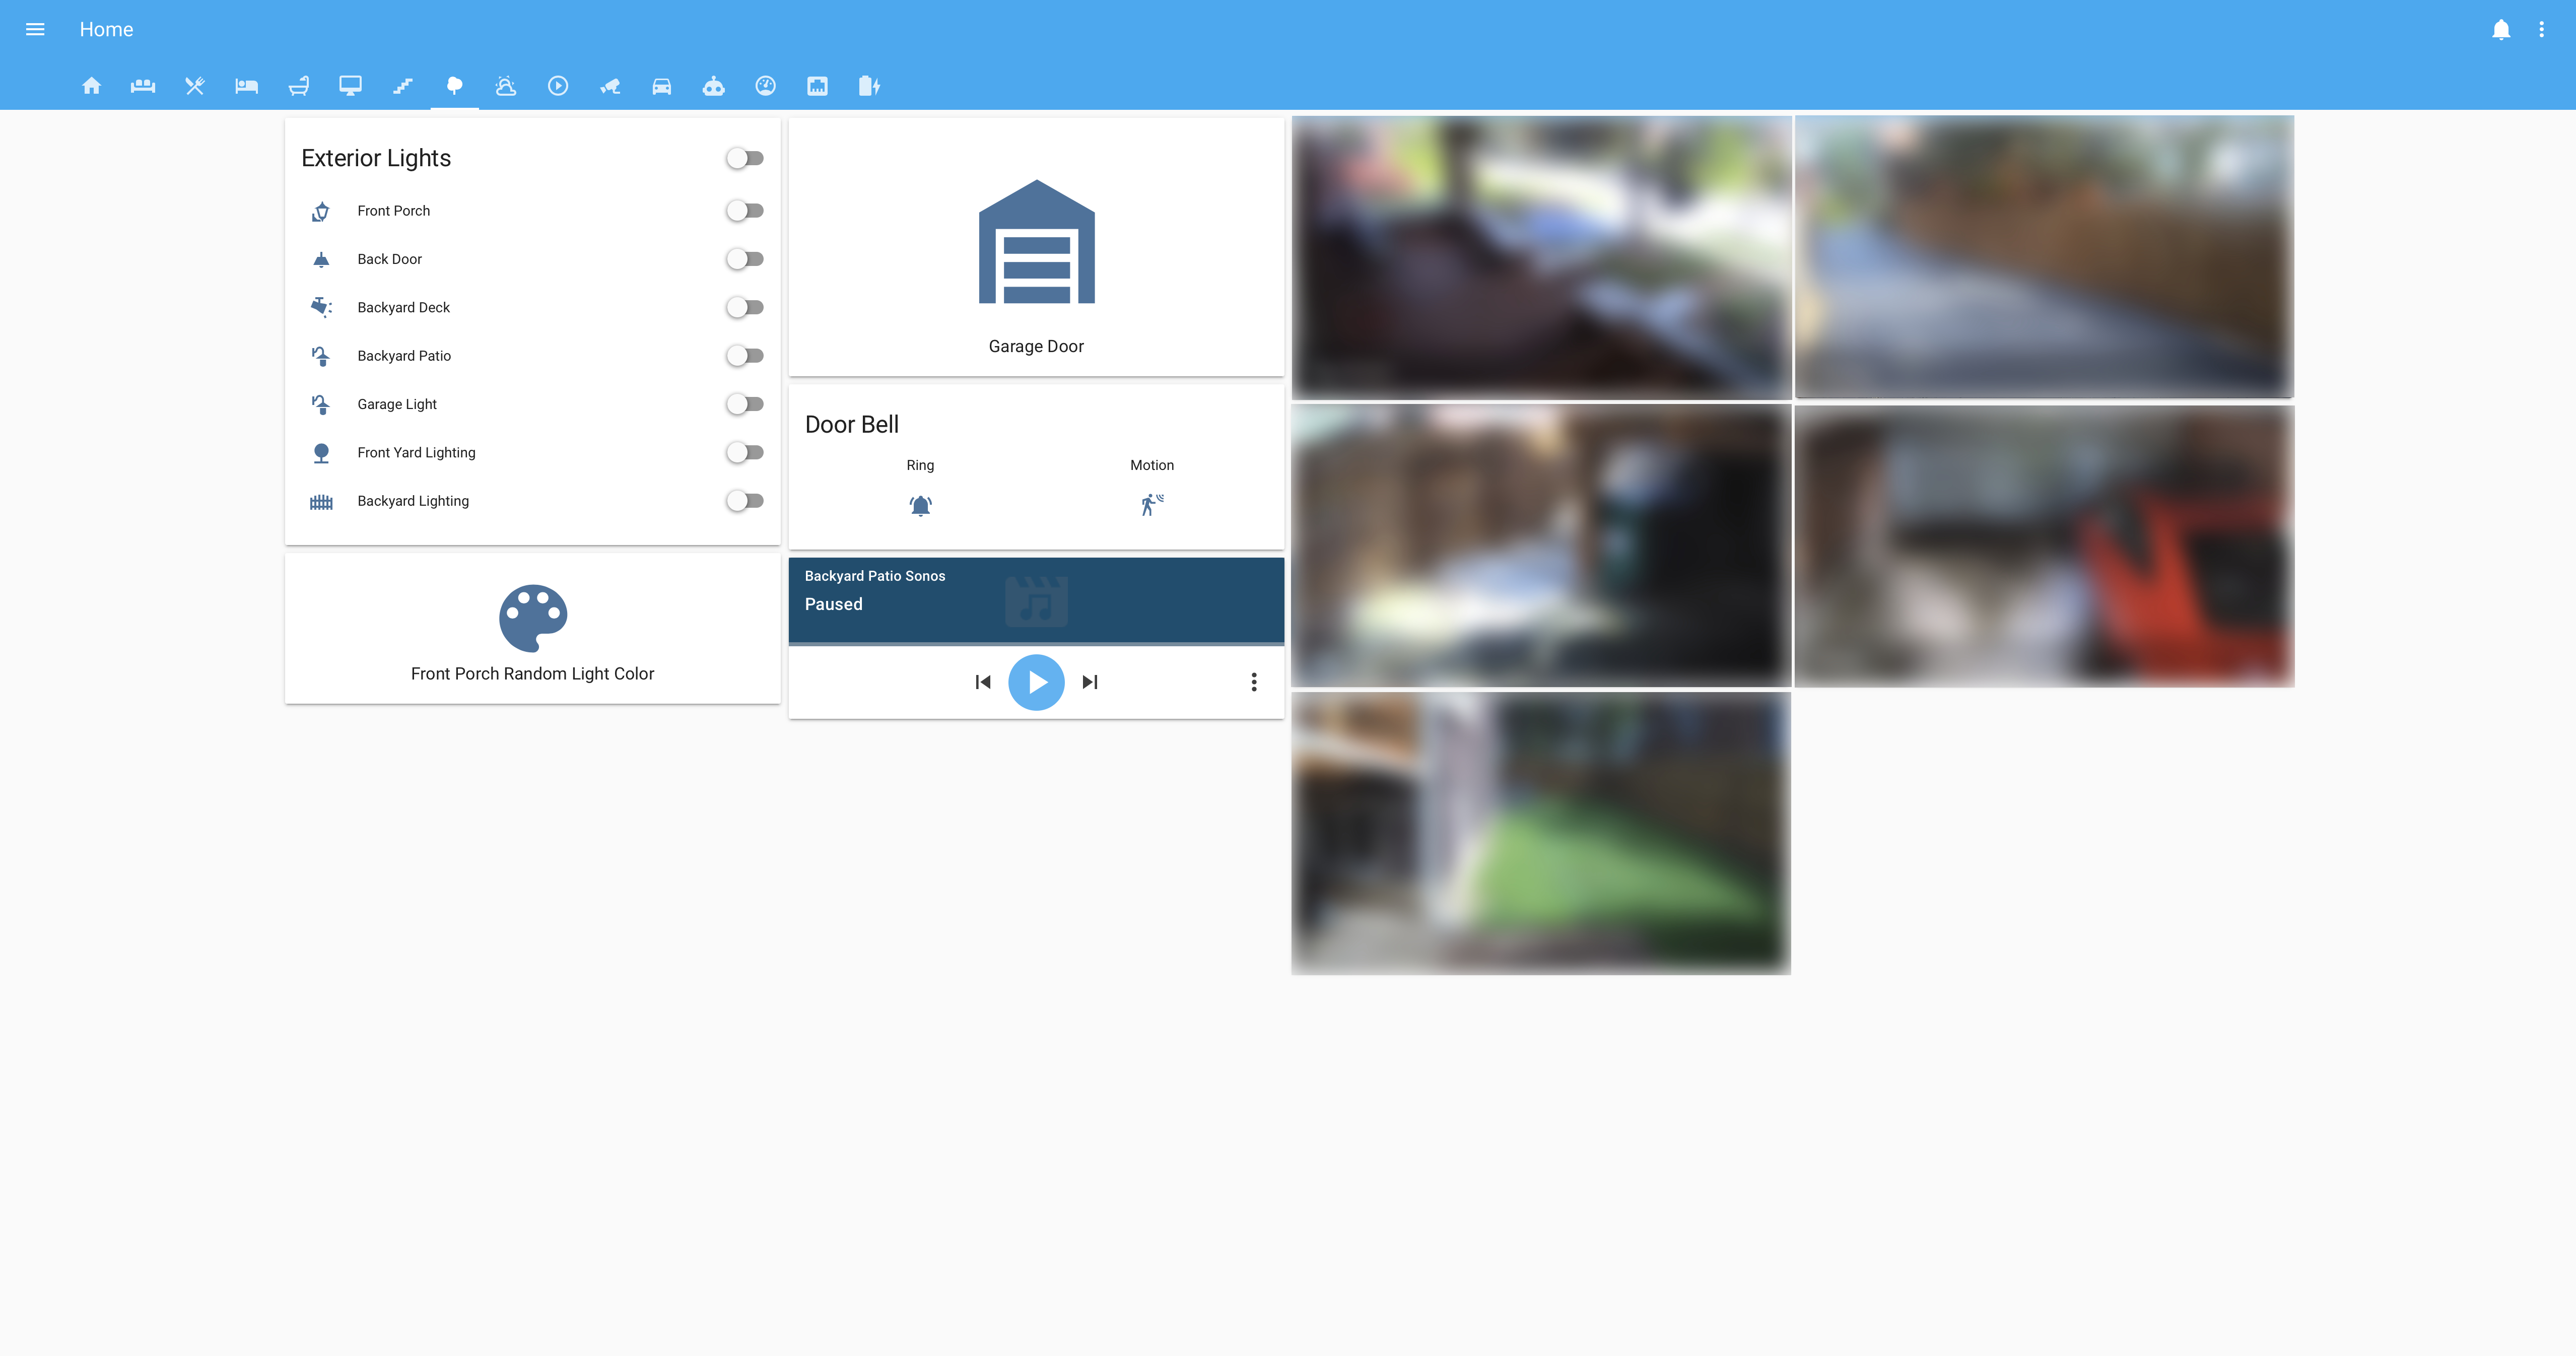 Home
Exterior Lights
Front Porch
Back Door
Backyard Deck
Backyard Patio
Garage Light
Front Yard Lighting
Backyard Lighting
Front Porch Random Light Color
Garage Door
Door Bell
Ring Motion
Backyard Patio Sonos
Paused